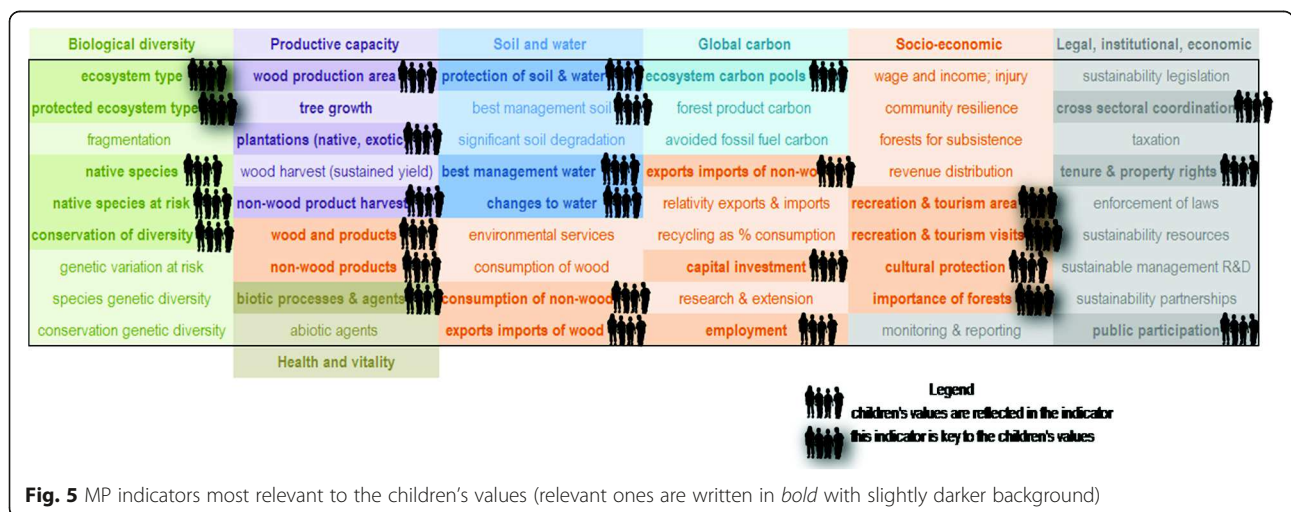 Biological diversity Productive capacity Soil and water Global carbon Socio-economic Legal, institutional, economic
ecosystem type wood production area protection of soil & water ecosystem carbon pools wage and income; injury sustainability legislation
protected ecosystem type tree growth best management soil forest product carbon community resilience cross sectoral coordination
fragmentation plantations (native, exotic significant soil degradation avoided fossil fuel carbon forests for subsistence taxation
native species wood harvest (sustained yield) best management water exports imports of non-wo revenue distribution tenure & property rights
native species at risk non-wood product harvest changes to water relativity exports & imports recreation & tourism area enforcement of laws
conservation of diversity wood and products environmental services recycling as % consumption recreation & tourism visits sustainability resources
genetic variation at risk non-wood products consumption of wood capital investment cultural protection sustainable management R&D
species genetic diversity biotic processes & agents consumption of non-wood research & extension importance of forests sustainability partnerships
conservation genetic diversity abiotic agents exports imports of wood employment monitoring & reporting public participation
Health and vitality
Legend
children's values are reflected in the indicator
this indicator is key to the children's values
Fig. 5 MP indicators most relevant to the children's values (relevant ones are written in bold with slightly darker background)